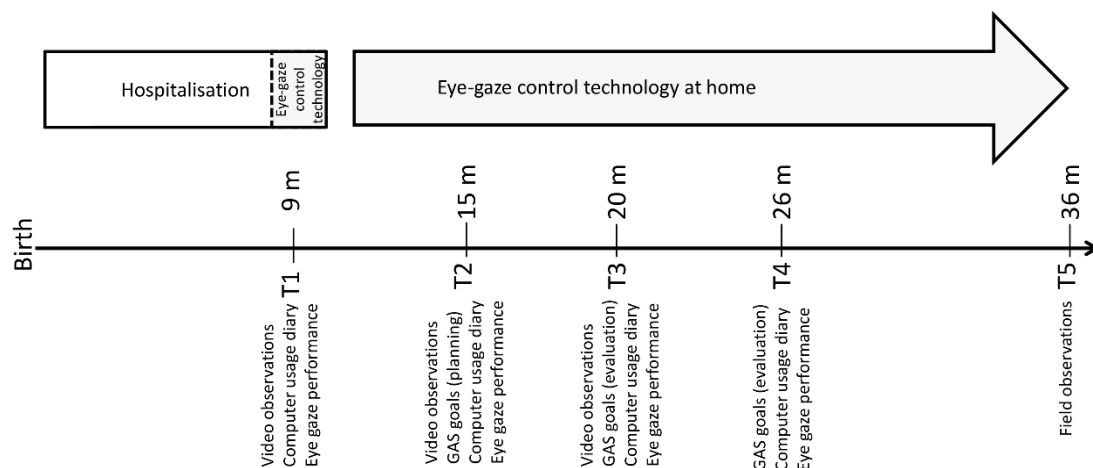 Hospitalisation
Eye-gaze
control
technology
Eye-gaze control technology at home
Birth
9 m
15 m
20 m
26 m
36 m
T1
Video observations
Computer usage diary
Eye gaze performance
T2
Video observations
GAS goals (planning)
Computer usage diary
Eye gaze performance
T3
Video observations
GAS goals (evaluation)
Computer usage diary
Eye gaze performance
T4
GAS goals (evaluation)
Computer usage diary
Eye gaze performance
T5
Field observations